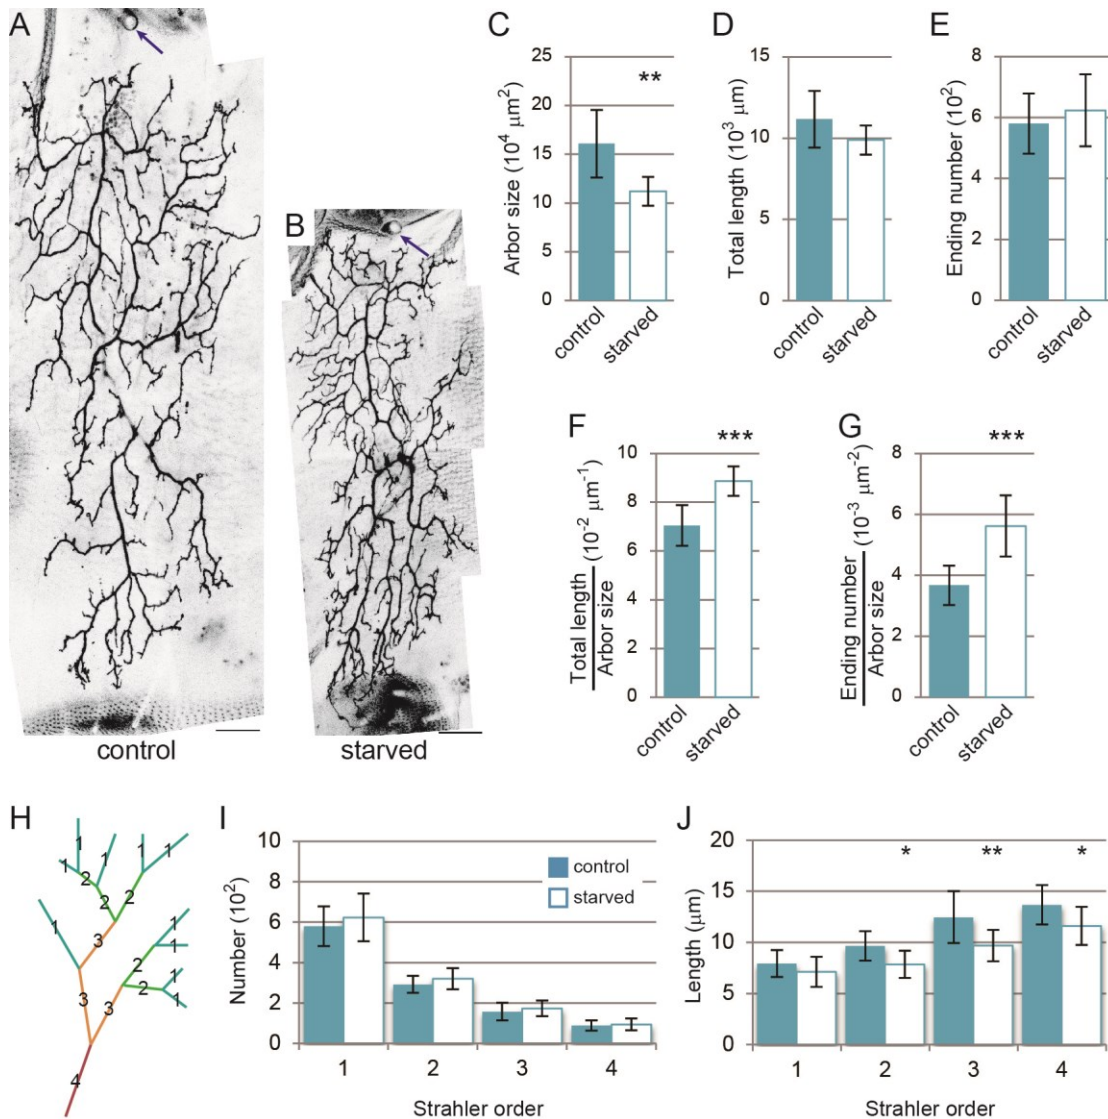 A
control
B
starved
C
Arbor size (10⁴ μm²)
25
20
15
10
5
0
**
control
starved
D
Total length (10³ μm)
15
10
5
0
control
starved
E
Ending number (10²)
8
6
4
2
0
control
starved
F
Total length
Arbor size
(10⁻² μm⁻¹)
10
8
6
4
2
0
***
control
starved
G
Ending number
Arbor size
(10⁻³ μm⁻²)
8
6
4
2
0
***
control
starved
H
1
1
1
1
1
2
2
2
1
3
1
1
2
2
1
1
3
3
4
I
Number (10²)
10
8
6
4
2
0
control
starved
1
2
3
4
Strahler order
J
Length (μm)
20
15
10
5
0
*
**
*
control
starved
1
2
3
4
Strahler order